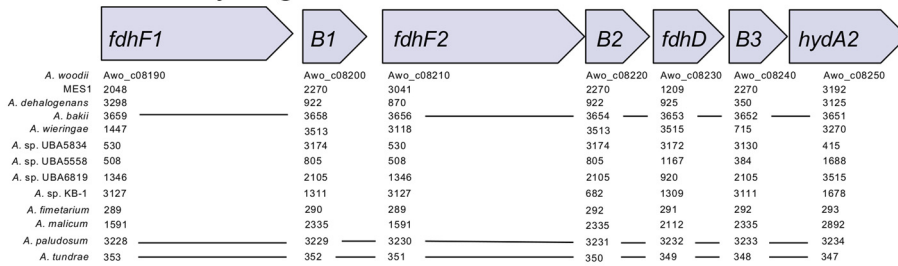 fdhF1 B1 fdhF2 B2 fdhD B3 hydA2
A. woodii Awo_c08190 Awo_c08200 Awo_c08210 Awo_c08220 Awo_c08230 Awo_c08240 Awo_c08250
MES1 2048 2270 3041 2270 1209 2270 3192
A. dehalogenans 3298 922 870 922 925 350 3125
A. bakii 3659 3658 3656 3654 3653 3652 3651
A. wieringae 1447 3513 3118 3513 3515 715 3270
A. sp. UBA5834 530 3174 530 3174 3172 3130 415
A. sp. UBA5558 508 805 508 805 1167 384 1688
A. sp. UBA6819 1346 2105 1346 2105 920 2105 3515
A. sp. KB-1 3127 1311 3127 682 1309 3111 1678
A. fimetarium 289 290 289 292 291 292 293
A. malicum 1591 2335 1591 2335 2112 2335 2892
A. paludosum 3228 3229 3230 3231 3232 3233 3234
A. tundrae 353 352 351 350 349 348 347